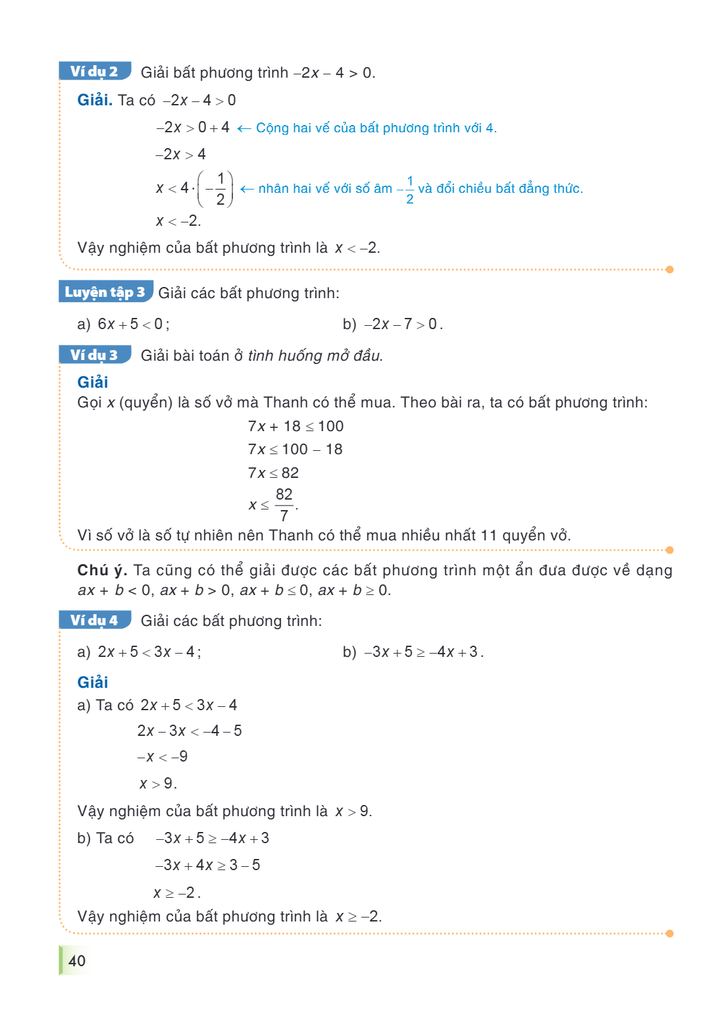 Ví dụ 2 Giải bất phương trình −2x − 4 > 0.
Giải. Ta có −2x − 4 > 0
−2x > 0 + 4 ← Cộng hai vế của bất phương trình với 4.
−2x > 4
x < 4 · (−1/2) ← nhân hai vế với số âm −1/2 và đổi chiều bất đẳng thức.
x < −2.
Vậy nghiệm của bất phương trình là x < −2.
Luyện tập 3 Giải các bất phương trình:
a) 6x + 5 < 0; b) −2x − 7 > 0.
Ví dụ 3 Giải bài toán ở tình huống mở đầu.
Giải
Gọi x (quyển) là số vở mà Thanh có thể mua. Theo bài ra, ta có bất phương trình:
7x + 18 ≤ 100
7x ≤ 100 − 18
7x ≤ 82
x ≤ 82/7.
Vì số vở là số tự nhiên nên Thanh có thể mua nhiều nhất 11 quyển vở.
Chú ý. Ta cũng có thể giải được các bất phương trình một ẩn đưa được về dạng
ax + b < 0, ax + b > 0, ax + b ≤ 0, ax + b ≥ 0.
Ví dụ 4 Giải các bất phương trình:
a) 2x + 5 < 3x − 4; b) −3x + 5 ≥ −4x + 3.
Giải
a) Ta có 2x + 5 < 3x − 4
2x − 3x < −4 − 5
−x < −9
x > 9.
Vậy nghiệm của bất phương trình là x > 9.
b) Ta có −3x + 5 ≥ −4x + 3
−3x + 4x ≥ 3 − 5
x ≥ −2.
Vậy nghiệm của bất phương trình là x ≥ −2.
40